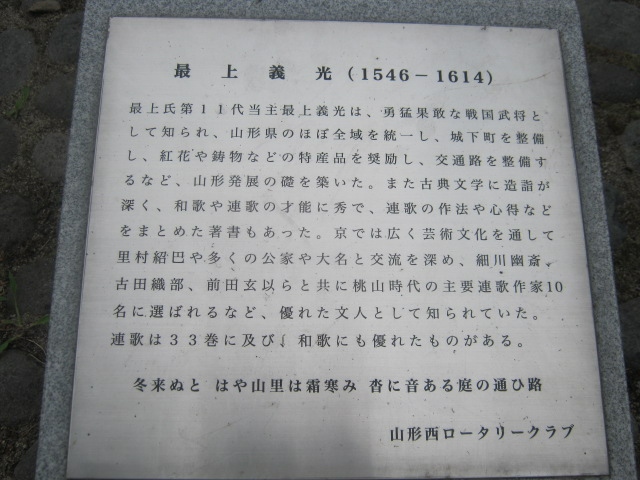 最上義光(1546－1614)
最上氏第１１代当主最上義光は、勇猛果敢な戦国武将と
して知られ、山形県のほぼ全域を統一し、城下町を整備
し、紅花や鋳物などの特産品を奨励し、交通路を整備す
るなど、山形発展の礎を築いた。また古典文学に造詣が
深く、和歌や連歌の才能に秀で、連歌の作法や心得など
をまとめた著書もあった。京では広く芸術文化を通して
里村紹巴や多くの公家や大名と交流を深め、細川幽斎、
古田織部、前田玄以らと共に桃山時代の主要連歌作家10
名に選ばれるなど、優れた文人として知られていた。
連歌は３３巻に及び、和歌にも優れたものがある。
冬来ぬと はや山里は霜寒み 沓に音ある庭の通ひ路
山形西ロータリークラブ